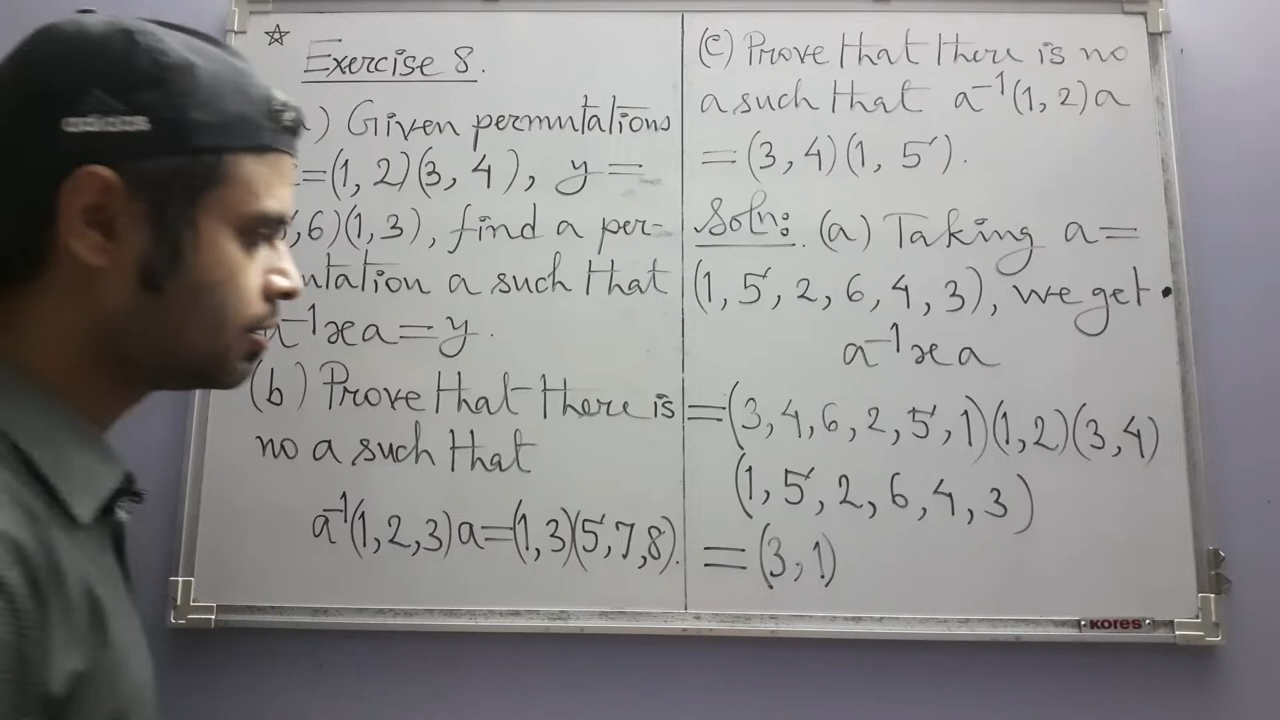 ☆
Exercise 8.
) Given permutations
=(1, 2)(3, 4), y =
,6)(1,3), find a per-
utation a such that
a⁻¹xa = y.
(b) Prove that there is
no a such that
a⁻¹(1,2,3)a=(1,3)(5,7,8).
(c) Prove that there is no
a such that a⁻¹(1, 2)a
= (3, 4)(1, 5).
Soln: (a) Taking a =
(1, 5, 2, 6, 4, 3), we get
a⁻¹xa
=(3, 4, 6, 2, 5, 1)(1, 2)(3, 4)
(1, 5, 2, 6, 4, 3)
= (3, 1)
adidas
KORES